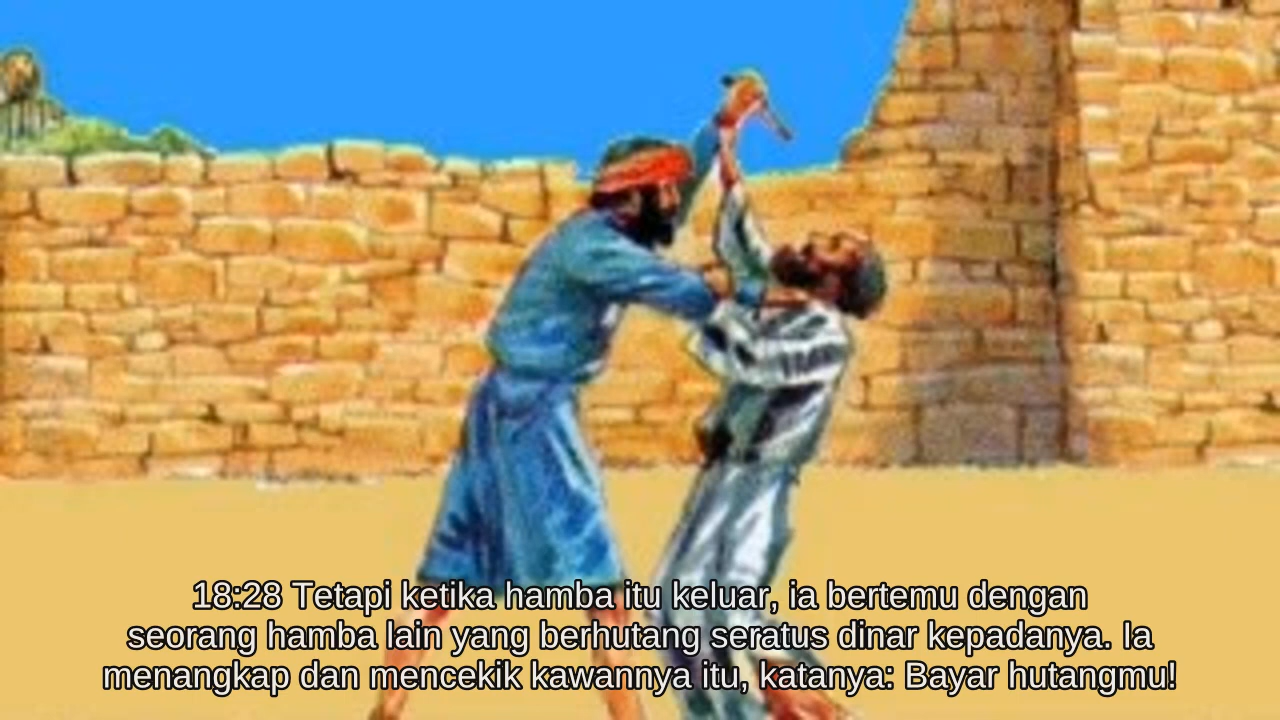 18:28 Tetapi ketika hamba itu keluar, ia bertemu dengan
seorang hamba lain yang berhutang seratus dinar kepadanya. Ia
menangkap dan mencekik kawannya itu, katanya: Bayar hutangmu!